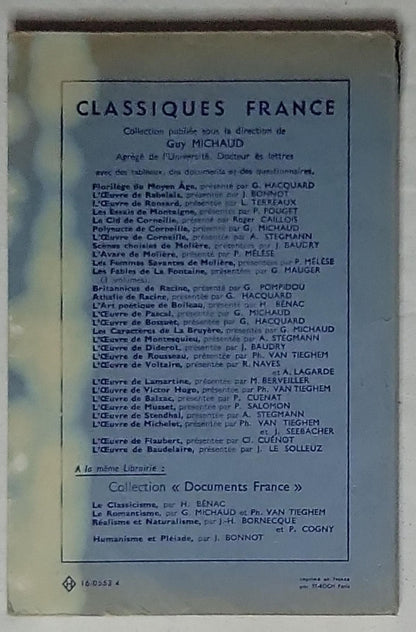 CLASSIQUES FRANCE
Collection publiée sous la direction de
Guy MICHAUD
Agrégé de l'Université. Docteur ès lettres
avec des tableaux, des documents et des questionnaires.
Florilège du Moyen Âge, présenté par G. HACQUARD
L'Œuvre de Rabelais, présentée par J. BONNOT
L'Œuvre de Ronsard, présentée par L. TERREAUX
Les Essais de Montaigne, présentés par P. POUGET
Le Cid de Corneille, présenté par Roger CAILLOIS
Polyeucte de Corneille, présenté par G. MICHAUD
L'Œuvre de Corneille, présentée par A. STEGMANN
Scènes choisies de Molière, présentées par J. BAUDRY
L'Avare de Molière, présenté par P. MÉLÈSE
Les Femmes Savantes de Molière, présentées par P. MÉLÈSE
Les Fables de La Fontaine, présentées par G. MAUGER
(2 volumes).
Britannicus de Racine, présenté par G. POMPIDOU
Athalie de Racine, présentée par G. HACQUARD
L'Art poétique de Boileau, présenté par H. BÉNAC
L'Œuvre de Pascal, présentée par G. MICHAUD
L'Œuvre de Bossuet, présentée par G. HACQUARD
Les Caractères de La Bruyère, présentés par G. MICHAUD
L'Œuvre de Montesquieu, présentée par A. STEGMANN
L'Œuvre de Diderot, présentée par J. BAUDRY
L'Œuvre de Rousseau, présentée par Ph. VAN TIEGHEM
L'Œuvre de Voltaire, présentée par R. NAVES
et A. LAGARDE
L'Œuvre de Lamartine, présentée par M. BERVEILLER
L'Œuvre de Victor Hugo, présentée par Ph. VAN TIEGHEM
L'Œuvre de Balzac, présentée par P. CUENAT
L'Œuvre de Musset, présentée par P. SALOMON
L'Œuvre de Stendhal, présentée par A. STEGMANN
L'Œuvre de Michelet, présentée par Ph. VAN TIEGHEM
et J. SEEBACHER
L'Œuvre de Flaubert, présentée par Cl. CUÉNOT
L'Œuvre de Baudelaire, présentée par J. LE SOLLEUZ
A la même Librairie :
Collection « Documents France »
Le Classicisme, par H. BÉNAC
Le Romantisme, par G. MICHAUD et Ph. VAN TIEGHEM
Réalisme et Naturalisme, par J.-H. BORNECQUE
et P. COGNY
Humanisme et Pléiade, par J. BONNOT
H 16-0553 4
Imprimé en France
par
Paris